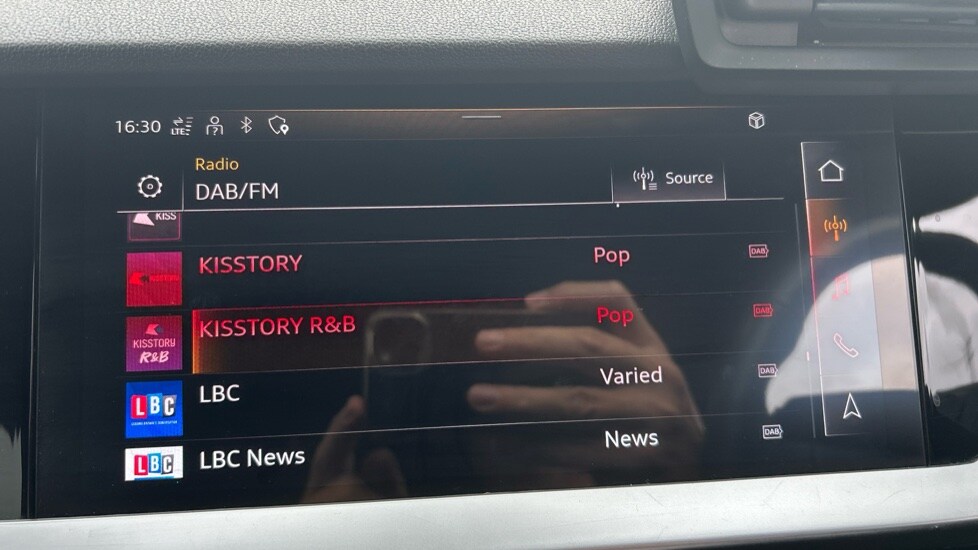 16:30
LTE
Radio
DAB/FM
Source
KISS
KISSTORY Pop DAB
KISSTORY R&B Pop DAB
KISSTORY
R&B
LBC Varied DAB
LBC
LBC News News DAB
LBC